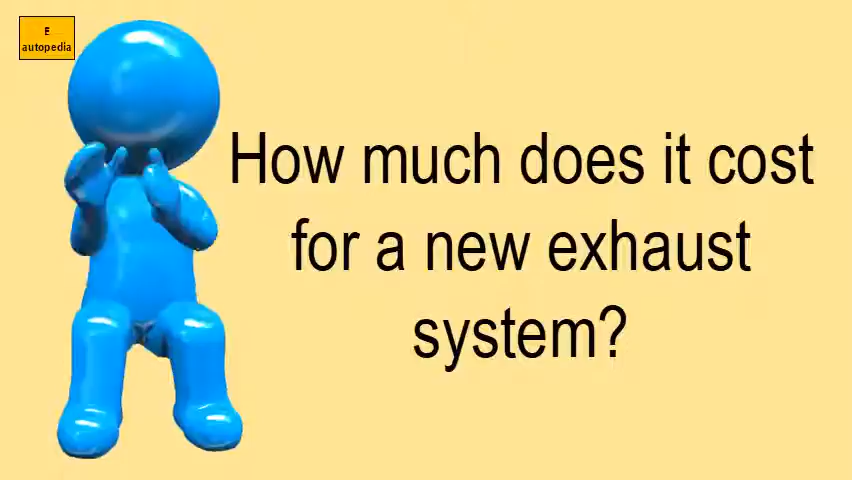 E
autopedia
How much does it cost
for a new exhaust
system?